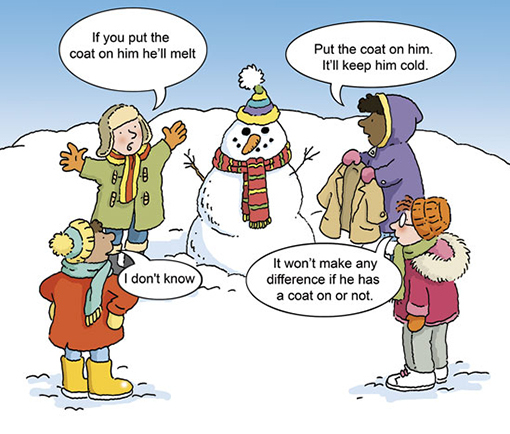 If you put the
coat on him he'll melt
Put the coat on him.
It'll keep him cold.
I don't know
It won't make any
difference if he has
a coat on or not.